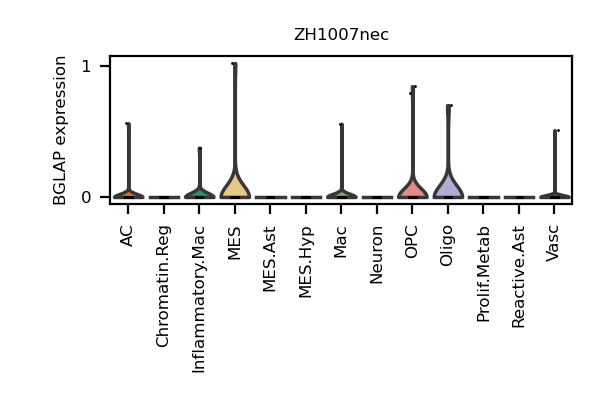 ZH1007nec
BGLAP expression
1
0
AC
Chromatin.Reg
Inflammatory.Mac
MES
MES.Ast
MES.Hyp
Mac
Neuron
OPC
Oligo
Prolif.Metab
Reactive.Ast
Vasc